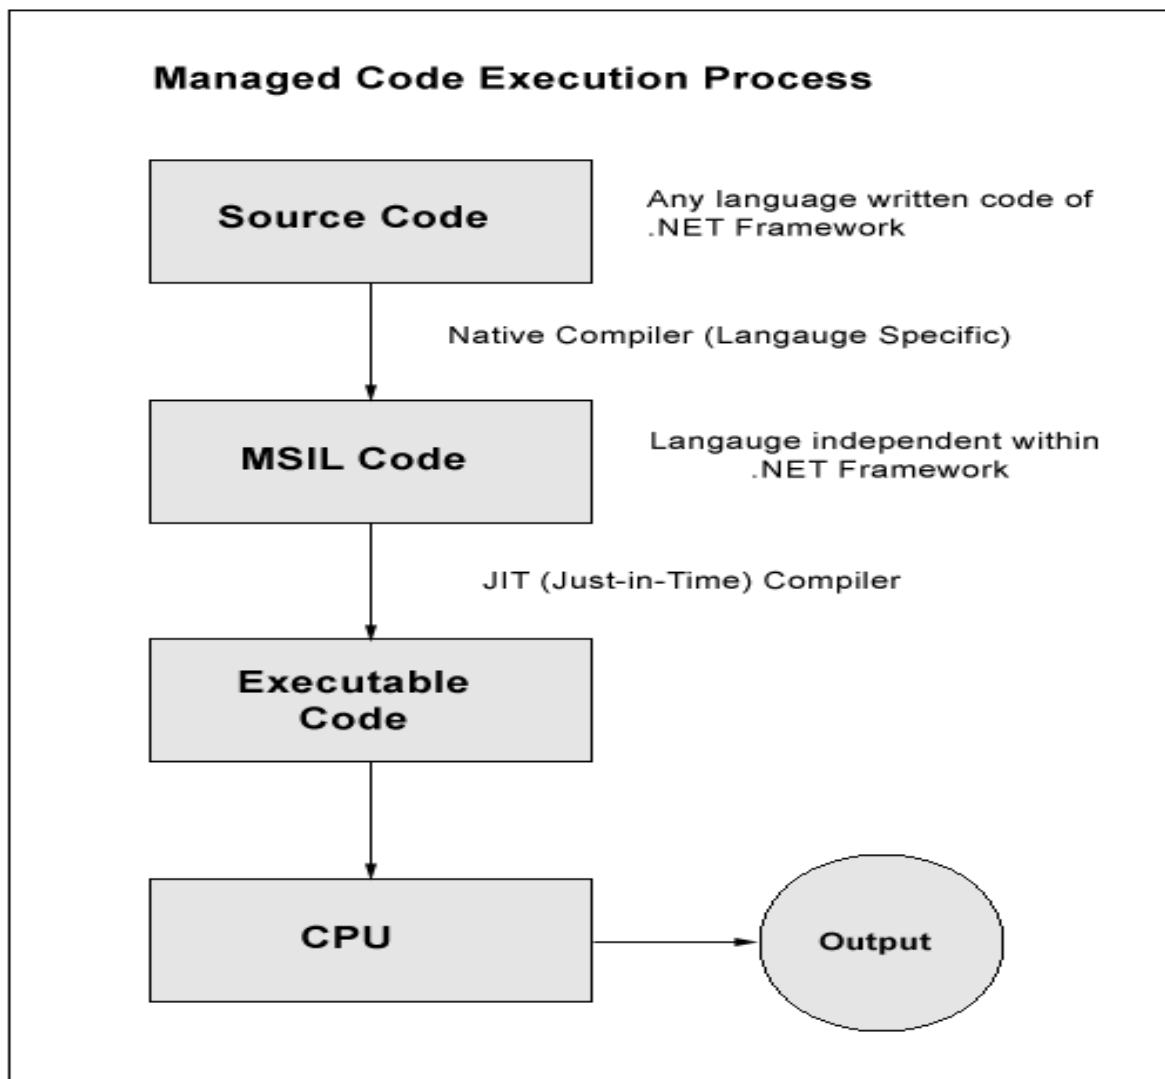 Managed Code Execution Process
Source Code
Any language written code of
.NET Framework
Native Compiler (Langauge Specific)
MSIL Code
Langauge independent within
.NET Framework
JIT (Just-in-Time) Compiler
Executable
Code
CPU
Output